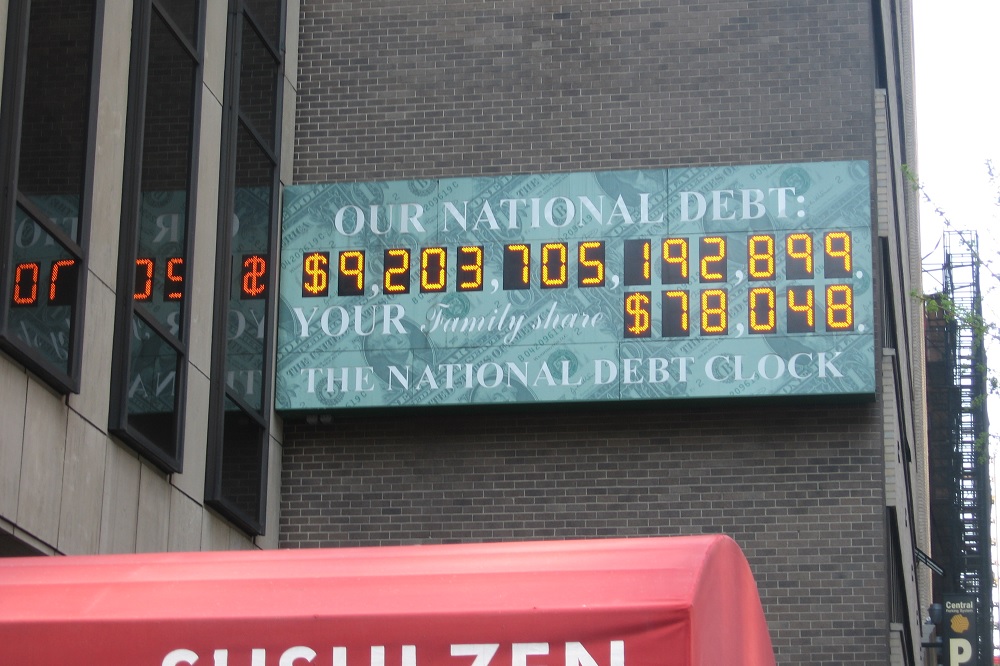 OUR NATIONAL DEBT:
$9,203,705,192,899.
YOUR Family share $78,048.
THE NATIONAL DEBT CLOCK
SUSHI ZEN
Central
P